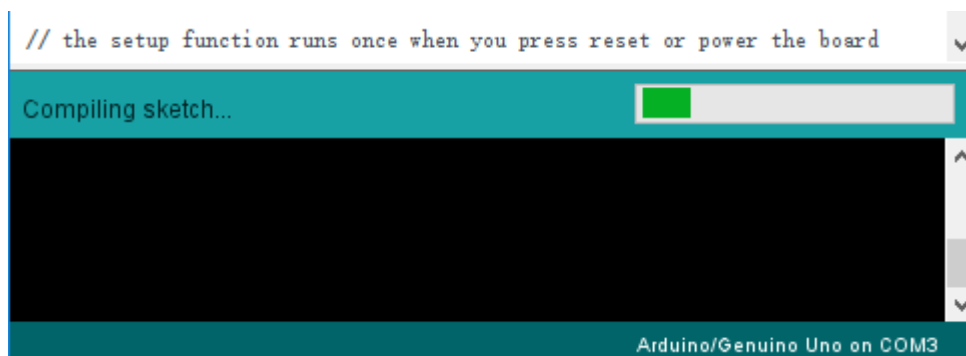 // the setup function runs once when you press reset or power the board
Compiling sketch...
Arduino/Genuino Uno on COM3